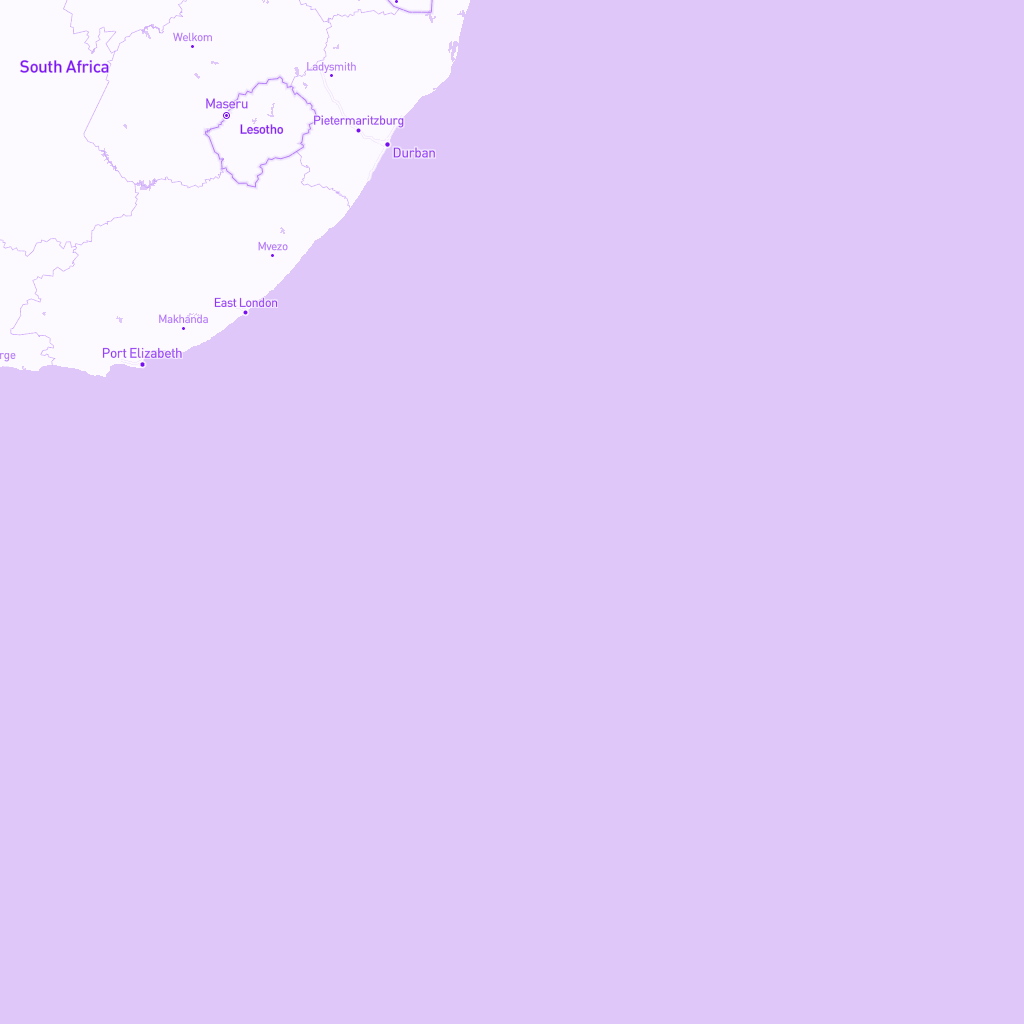 Welkom
South Africa
Ladysmith
Maseru
Pietermaritzburg
Lesotho
Durban
Mvezo
East London
Makhanda
Port Elizabeth
rge